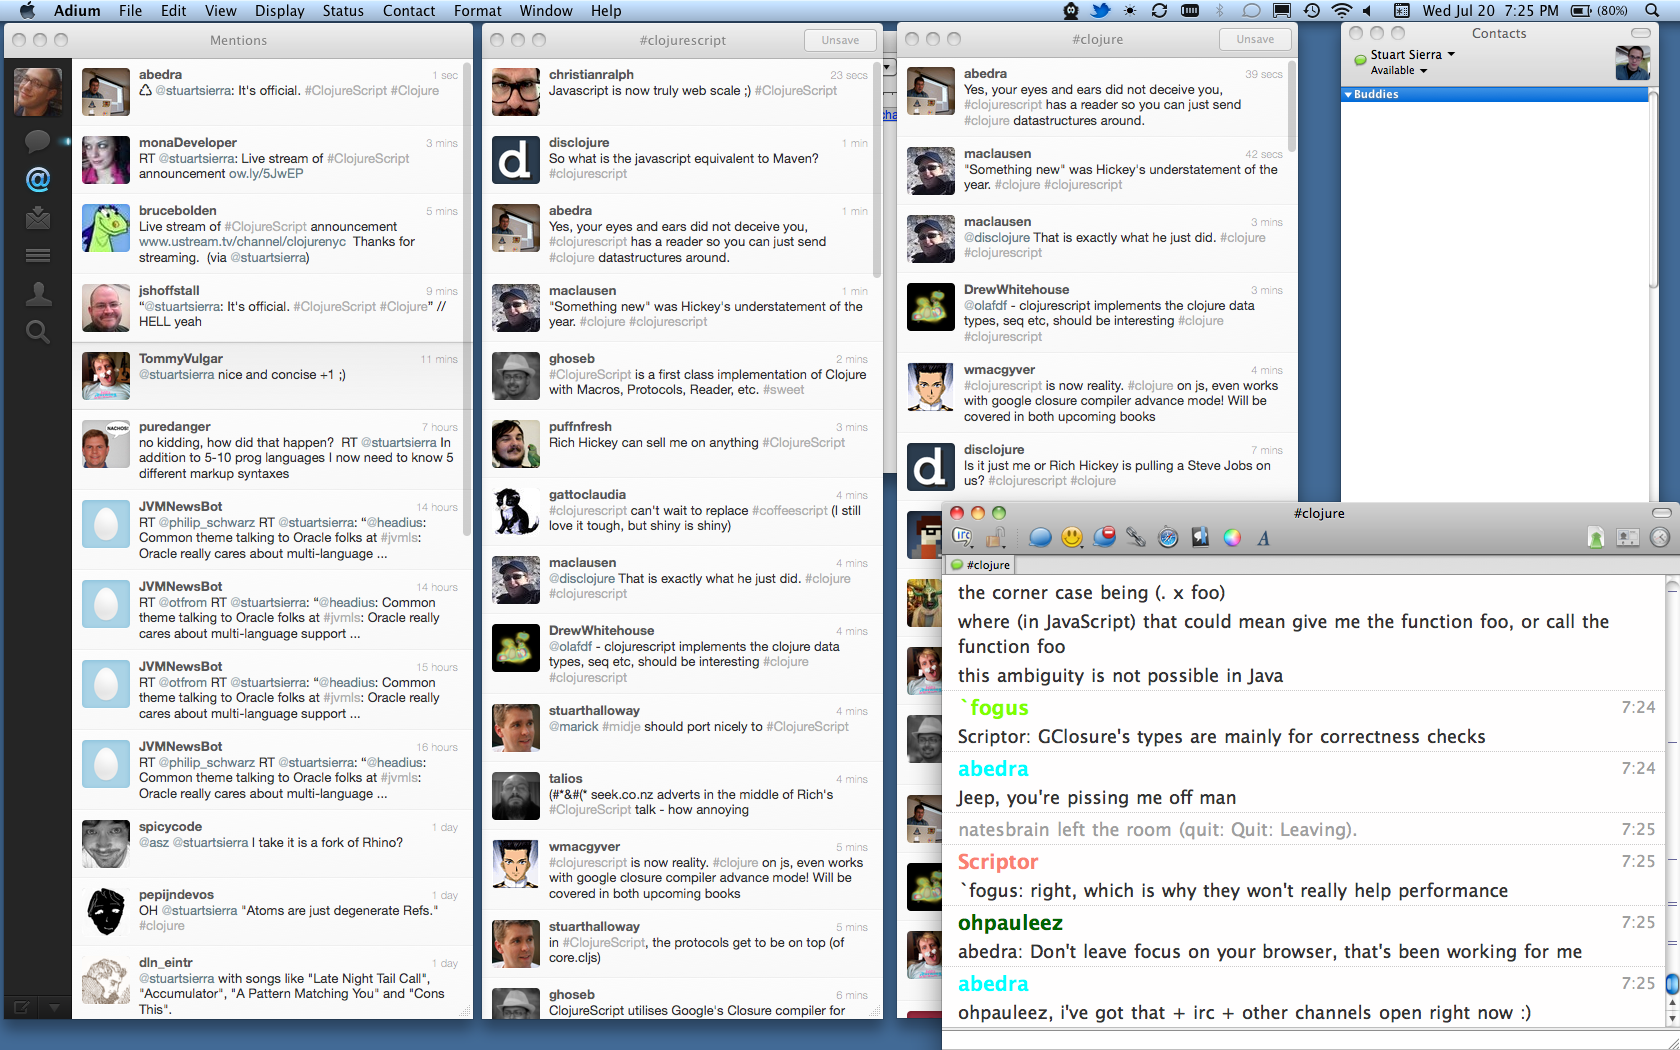 Adium File Edit View Display Status Contact Format Window Help
Wed Jul 20 7:25 PM (80%)
Mentions
abedra 1 sec
@stuartsierra: It's official. #ClojureScript #Clojure
monaDeveloper 3 mins
RT @stuartsierra: Live stream of #ClojureScript
announcement ow.ly/5JwEP
brucebolden 5 mins
Live stream of #ClojureScript announcement
www.ustream.tv/channel/clojurenyc Thanks for
streaming. (via @stuartsierra)
jshoffstall 9 mins
"@stuartsierra: It's official. #ClojureScript #Clojure" //
HELL yeah
TommyVulgar 11 mins
@stuartsierra nice and concise +1 ;)
NACHOS!
puredanger 7 hours
no kidding, how did that happen? RT @stuartsierra In
addition to 5-10 prog languages I now need to know 5
different markup syntaxes
JVMNewsBot 14 hours
RT @philip_schwarz RT @stuartsierra: "@headius:
Common theme talking to Oracle folks at #jvmls:
Oracle really cares about multi-language ...
JVMNewsBot 14 hours
RT @otfrom RT @stuartsierra: "@headius: Common
theme talking to Oracle folks at #jvmls: Oracle really
cares about multi-language support ...
JVMNewsBot 15 hours
RT @otfrom RT @stuartsierra: "@headius: Common
theme talking to Oracle folks at #jvmls: Oracle really
cares about multi-language support ...
JVMNewsBot 16 hours
RT @philip_schwarz RT @stuartsierra: "@headius:
Common theme talking to Oracle folks at #jvmls:
Oracle really cares about multi-language ...
spicycode 1 day
@asz @stuartsierra I take it is a fork of Rhino?
pepijndevos 1 day
OH @stuartsierra "Atoms are just degenerate Refs."
#clojure
dln_eintr 1 day
@stuartsierra with songs like "Late Night Tail Call",
"Accumulator", "A Pattern Matching You" and "Cons
This".
#clojurescript Unsave
christianralph 23 secs
Javascript is now truly web scale ;) #ClojureScript
d
disclojure 1 min
So what is the javascript equivalent to Maven?
#clojurescript
abedra 1 min
Yes, your eyes and ears did not deceive you,
#clojurescript has a reader so you can just send
#clojure datastructures around.
maclausen 1 min
"Something new" was Hickey's understatement of the
year. #clojure #clojurescript
ghoseb 2 mins
#ClojureScript is a first class implementation of Clojure
with Macros, Protocols, Reader, etc. #sweet
puffnfresh 3 mins
Rich Hickey can sell me on anything #ClojureScript
gattoclaudia 4 mins
#clojurescript can't wait to replace #coffeescript (I still
love it tough, but shiny is shiny)
maclausen 4 mins
@disclojure That is exactly what he just did. #clojure
#clojurescript
DrewWhitehouse 4 mins
@olafdf - clojurescript implements the clojure data
types, seq etc, should be interesting #clojure
#clojurescript
stuarthalloway 4 mins
@marick #midje should port nicely to #ClojureScript
talios 4 mins
(#*&#(* seek.co.nz adverts in the middle of Rich's
#ClojureScript talk - how annoying
wmacgyver 5 mins
#clojurescript is now reality. #clojure on js, even works
with google closure compiler advance mode! Will be
covered in both upcoming books
stuarthalloway 5 mins
in #ClojureScript, the protocols get to be on top (of
core.cljs)
ghoseb 6 mins
ClojureScript utilises Google's Closure compiler for
cha
#clojure Unsave
abedra 39 secs
Yes, your eyes and ears did not deceive you,
#clojurescript has a reader so you can just send
#clojure datastructures around.
maclausen 42 secs
"Something new" was Hickey's understatement of the
year. #clojure #clojurescript
maclausen 3 mins
@disclojure That is exactly what he just did. #clojure
#clojurescript
DrewWhitehouse 3 mins
@olafdf - clojurescript implements the clojure data
types, seq etc, should be interesting #clojure
#clojurescript
wmacgyver 4 mins
#clojurescript is now reality. #clojure on js, even works
with google closure compiler advance mode! Will be
covered in both upcoming books
d
disclojure 7 mins
Is it just me or Rich Hickey is pulling a Steve Jobs on
us? #clojurescript #clojure
Contacts
Stuart Sierra
Available
Buddies
#clojure
irc
A
#clojure
the corner case being (. x foo)
where (in JavaScript) that could mean give me the function foo, or call the
function foo
this ambiguity is not possible in Java
`fogus 7:24
Scriptor: GClosure's types are mainly for correctness checks
abedra 7:24
Jeep, you're pissing me off man
natesbrain left the room (quit: Quit: Leaving). 7:25
Scriptor 7:25
`fogus: right, which is why they won't really help performance
ohpauleez 7:25
abedra: Don't leave focus on your browser, that's been working for me
abedra 7:25
ohpauleez, i've got that + irc + other channels open right now :)